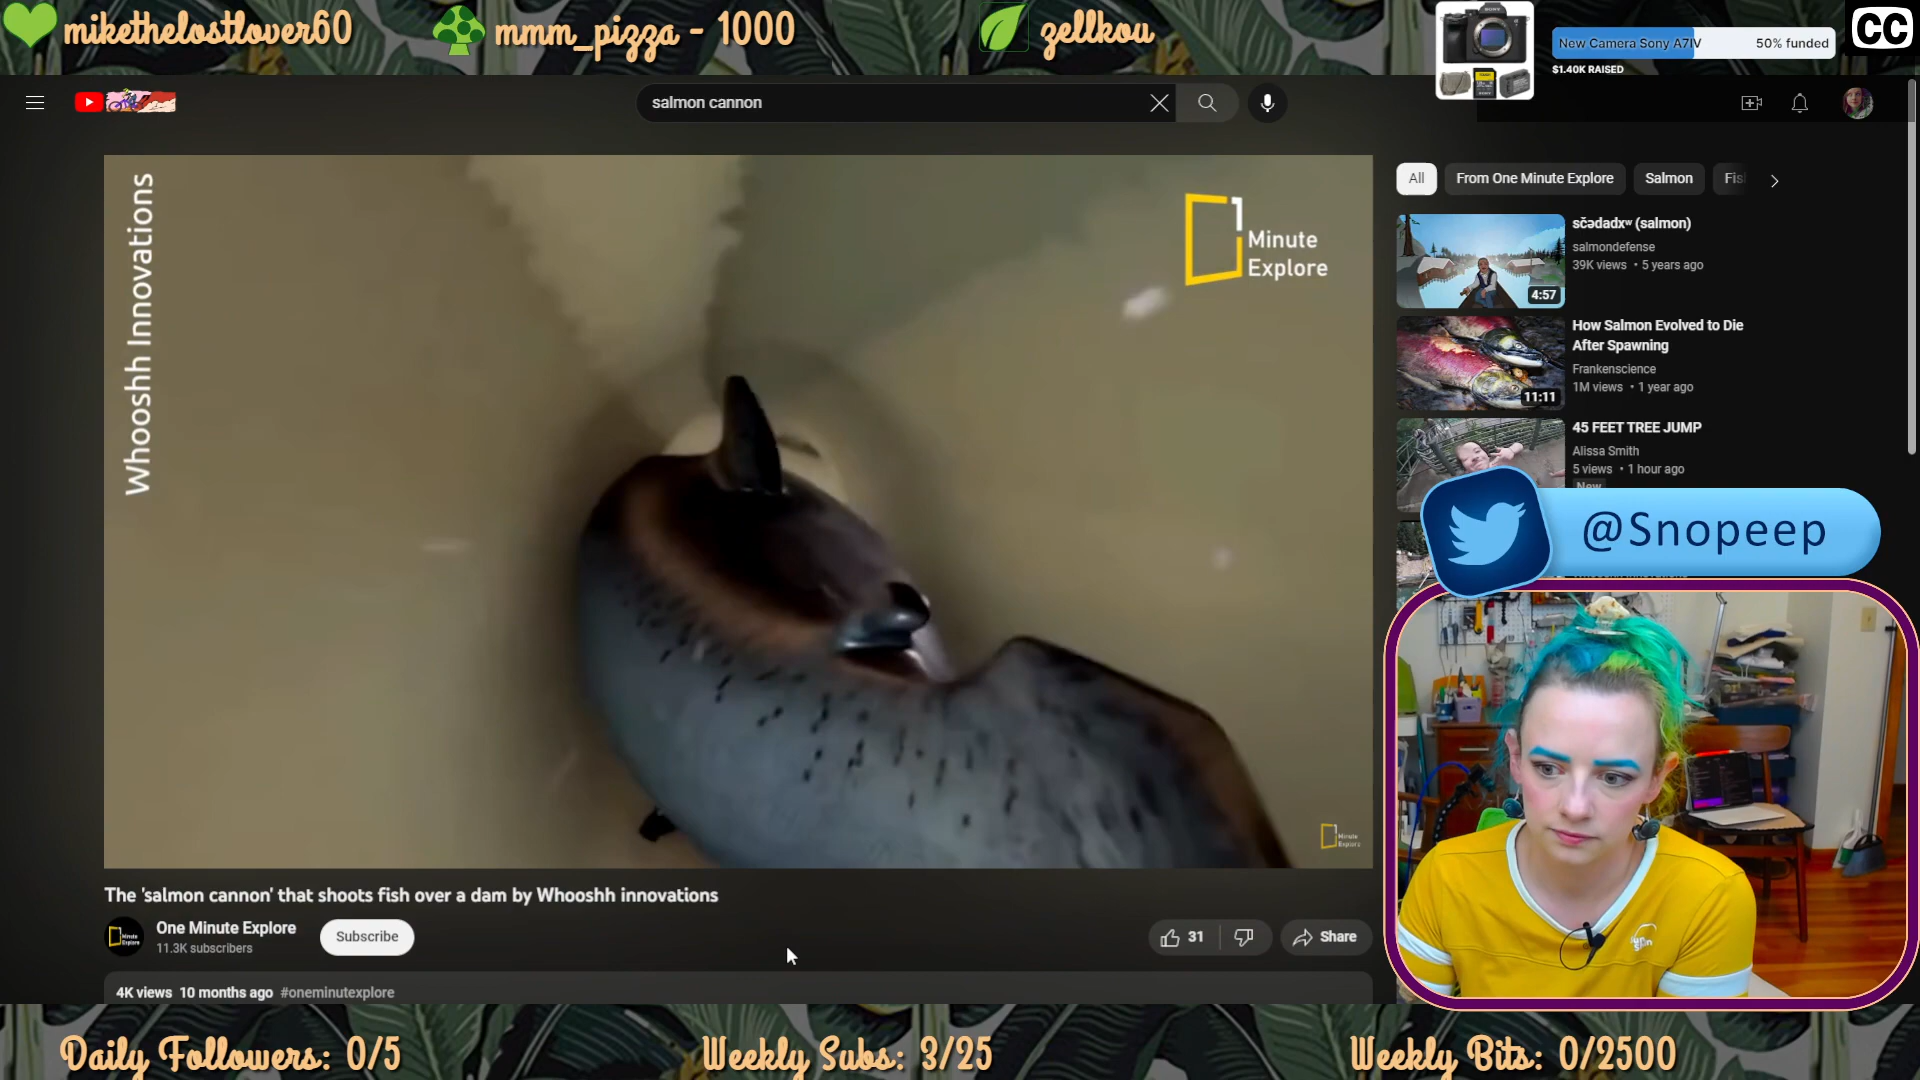 mikethelostlover60
mmm_pizza - 1000
zellkou
New Camera Sony A7IV
50% funded
$1.40K RAISED
CC
salmon cannon
Whooshh Innovations
1
Minute
Explore
Minute
Explore
All
From One Minute Explore
Salmon
sčədadxʷ (salmon)
salmondefense
39K views • 5 years ago
4:57
How Salmon Evolved to Die
After Spawning
Frankenscience
1M views • 1 year ago
11:11
45 FEET TREE JUMP
Alissa Smith
5 views • 1 hour ago
New
@Snopeep
The 'salmon cannon' that shoots fish over a dam by Whooshh innovations
One Minute Explore
11.3K subscribers
Subscribe
31
Share
4K views 10 months ago #oneminutexplore
Daily Followers: 0/5
Weekly Subs: 3/25
Weekly Bits: 0/2500